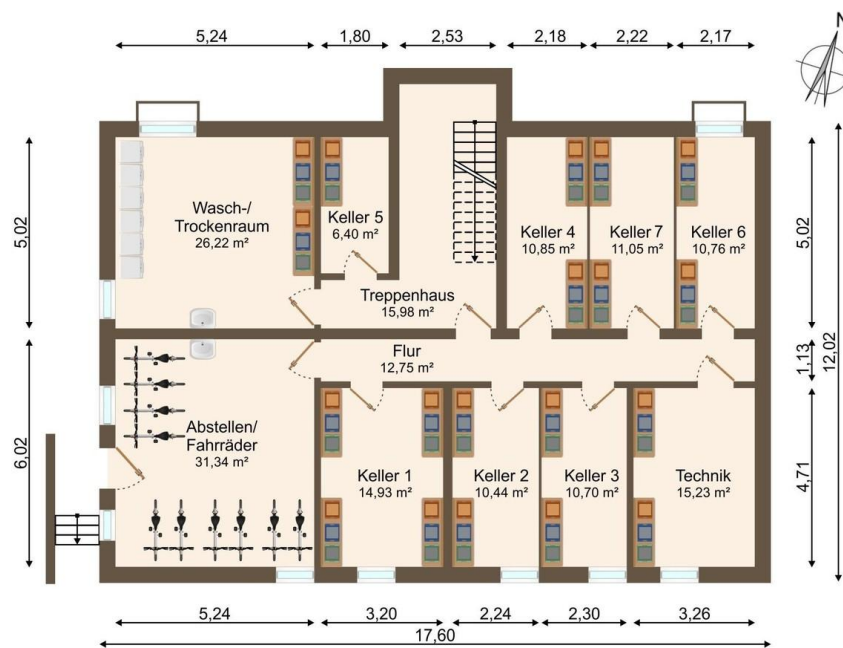 N
5,24
1,80
2,53
2,18
2,22
2,17
5,02
5,02
Wasch-/
Trockenraum
26,22 m²
Keller 5
6,40 m²
Keller 4
10,85 m²
Keller 7
11,05 m²
Keller 6
10,76 m²
Treppenhaus
15,98 m²
Flur
12,75 m²
1,13
12,02
6,02
Abstellen/
Fahrräder
31,34 m²
Keller 1
14,93 m²
Keller 2
10,44 m²
Keller 3
10,70 m²
Technik
15,23 m²
4,71
5,24
3,20
2,24
2,30
3,26
17,60